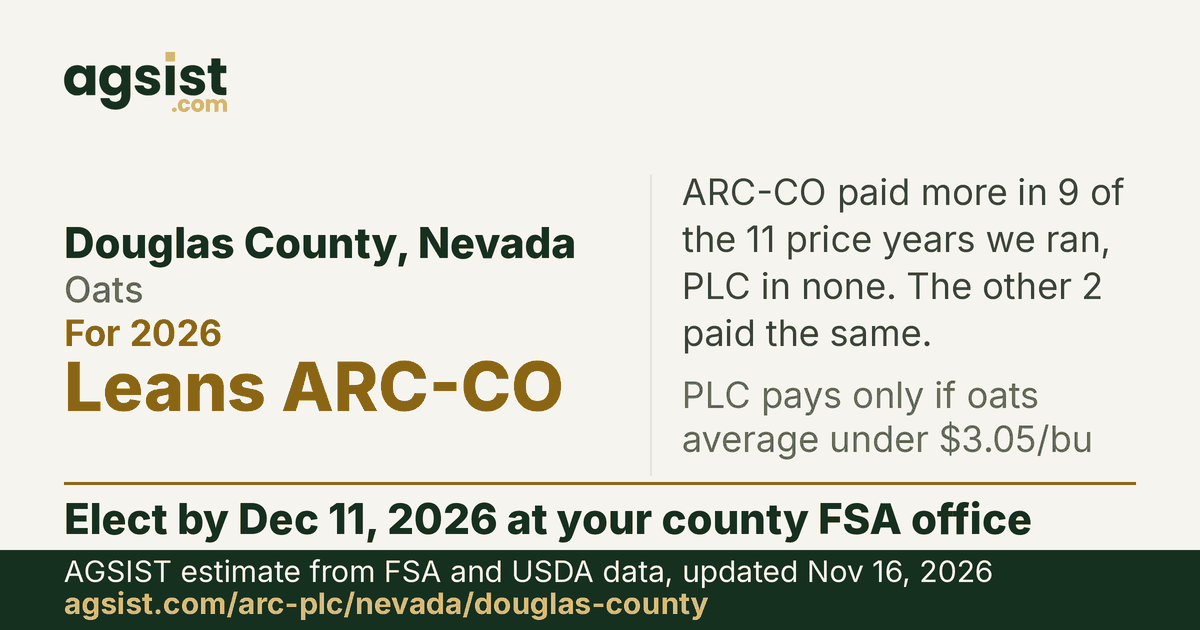 agsist
.com
Douglas County, Nevada
Oats
For 2026
Leans ARC-CO
ARC-CO paid more in 9 of
the 11 price years we ran,
PLC in none. The other 2
paid the same.
PLC pays only if oats
average under $3.05/bu
Elect by Dec 11, 2026 at your county FSA office
AGSIST estimate from FSA and USDA data, updated Nov 16, 2026
agsist.com/arc-plc/nevada/douglas-county